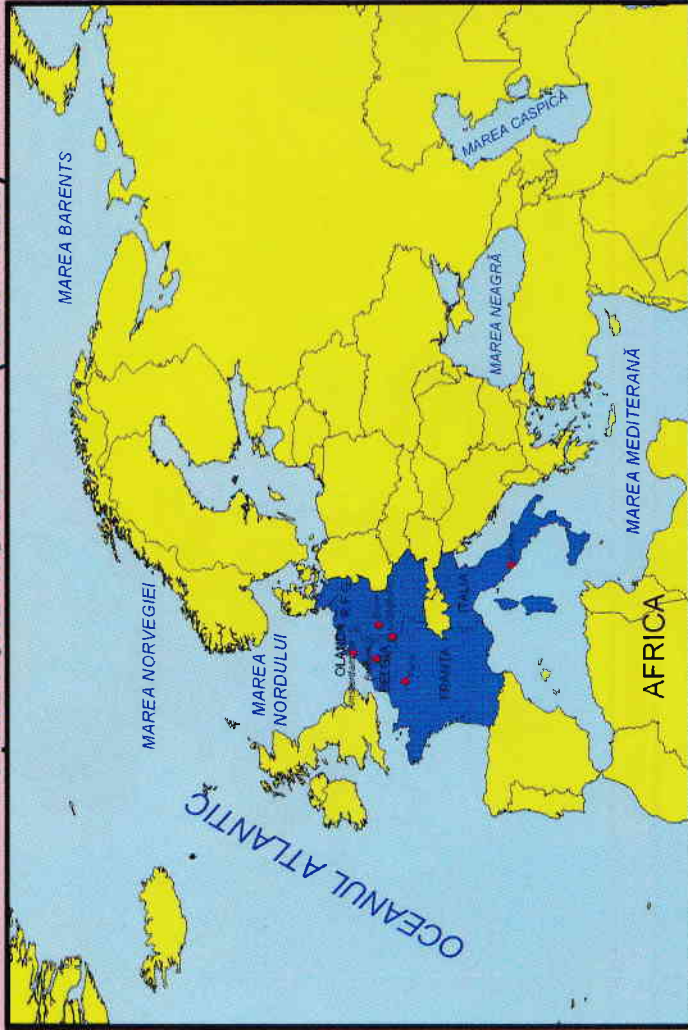 MAREA BARENTS
MAREA NORVEGIEI
MAREA
NORDULUI
OCEANUL ATLANTIC
MAREA CASPICĂ
MAREA NEAGRĂ
MAREA MEDITERANĂ
OLANDA
R.F.G.
BELGIA
Paris
FRANȚA
ITALIA
AFRICA